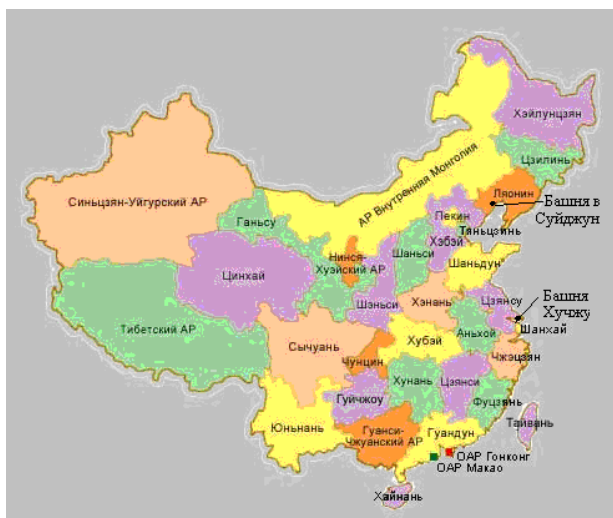 Хэйлунцзян
Цзилинь
Ляонин
Башня в
Суйджун
АР Внутренняя Монголия
Синьцзян-Уйгурский АР
Ганьсу
Пекин
Тяньцзинь
Хэбэй
Шаньси
Шаньдун
Нинся-
Хуэйский АР
Цинхай
Шэньси
Хэнань
Цзянсу
Башня
Хучжу
Шанхай
Тибетский АР
Сычуань
Хубэй
Аньхой
Чжэцзян
Чунцин
Хунань
Цзянси
Гуйчжоу
Фуцзянь
Юньнань
Гуанси-
Чжуанский АР
Гуандун
Тайвань
ОАР Гонконг
ОАР Макао
Хайнань